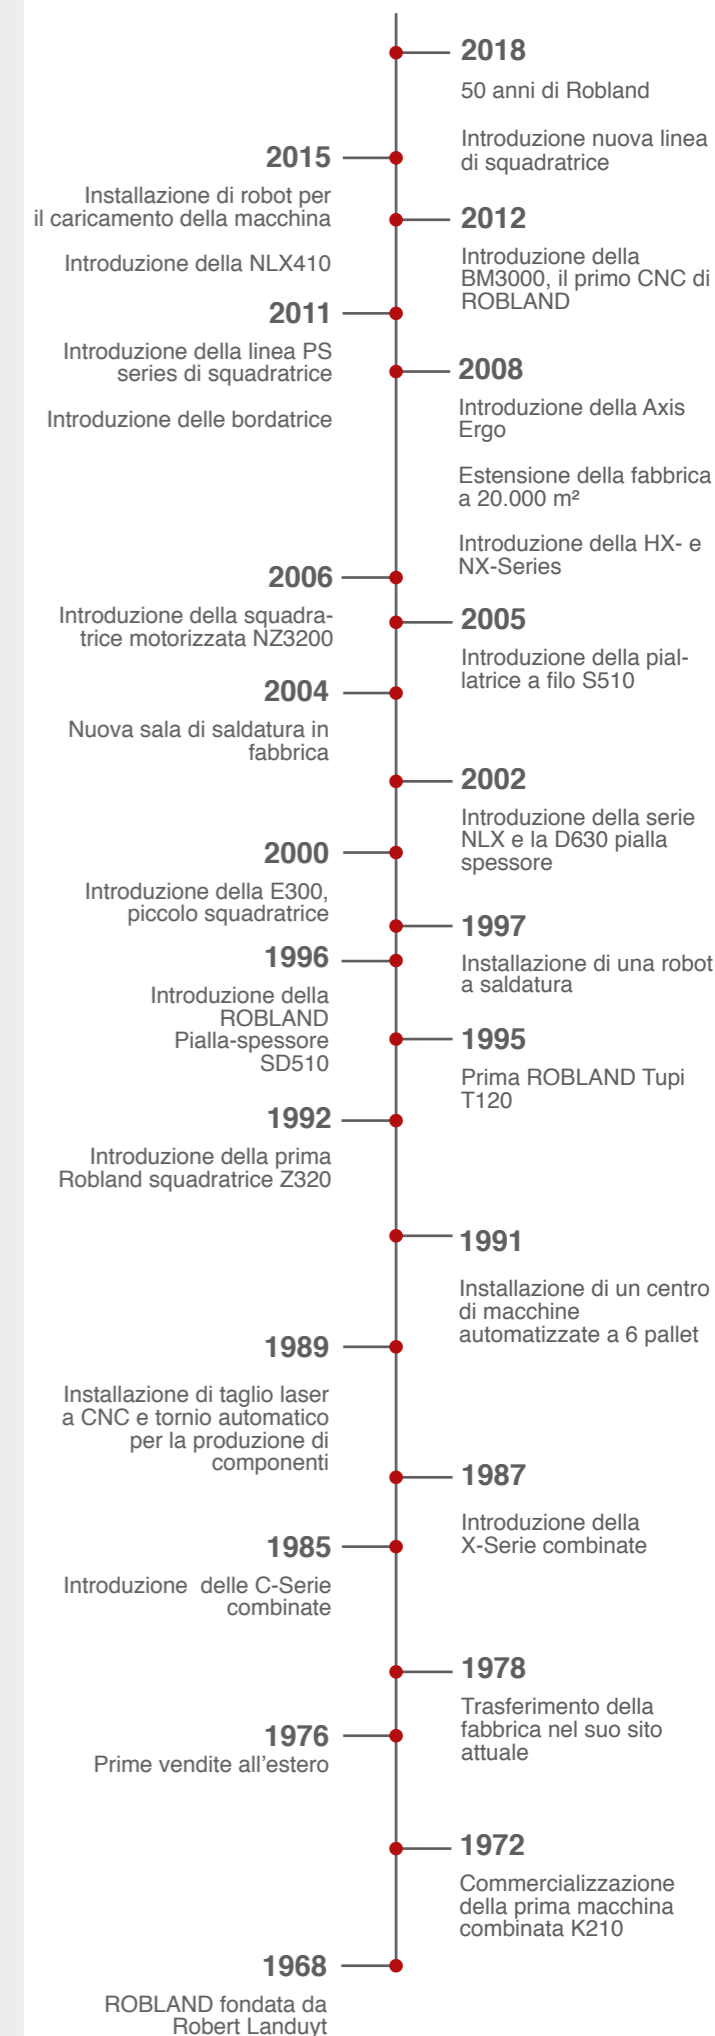 2018
50 anni di Robland
Introduzione nuova linea
di squadratrice
2015
Installazione di robot per
il caricamento della macchina
Introduzione della NLX410
2012
Introduzione della
BM3000, il primo CNC di
ROBLAND
2011
Introduzione della linea PS
series di squadratrice
Introduzione delle bordatrice
2008
Introduzione della Axis
Ergo
Estensione della fabbrica
a 20.000 m²
Introduzione della HX- e
NX-Series
2006
Introduzione della squadra-
trice motorizzata NZ3200
2005
Introduzione della pial-
latrice a filo S510
2004
Nuova sala di saldatura in
fabbrica
2002
Introduzione della serie
NLX e la D630 pialla
spessore
2000
Introduzione della E300,
piccolo squadratrice
1997
Installazione di una robot
a saldatura
1996
Introduzione della
ROBLAND
Pialla-spessore
SD510
1995
Prima ROBLAND Tupi
T120
1992
Introduzione della prima
Robland squadratrice Z320
1991
Installazione di un centro
di macchine
automatizzate a 6 pallet
1989
Installazione di taglio laser
a CNC e tornio automatico
per la produzione di
componenti
1987
Introduzione della
X-Serie combinate
1985
Introduzione  delle C-Serie
combinate
1978
Trasferimento della
fabbrica nel suo sito
attuale
1976
Prime vendite all’estero
1972
Commercializzazione
della prima macchina
combinata K210
1968
ROBLAND fondata da
Robert Landuyt